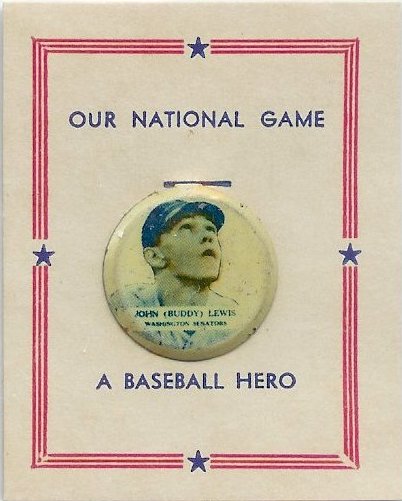 OUR NATIONAL GAME
JOHN (BUDDY) LEWIS
WASHINGTON SENATORS
A BASEBALL HERO